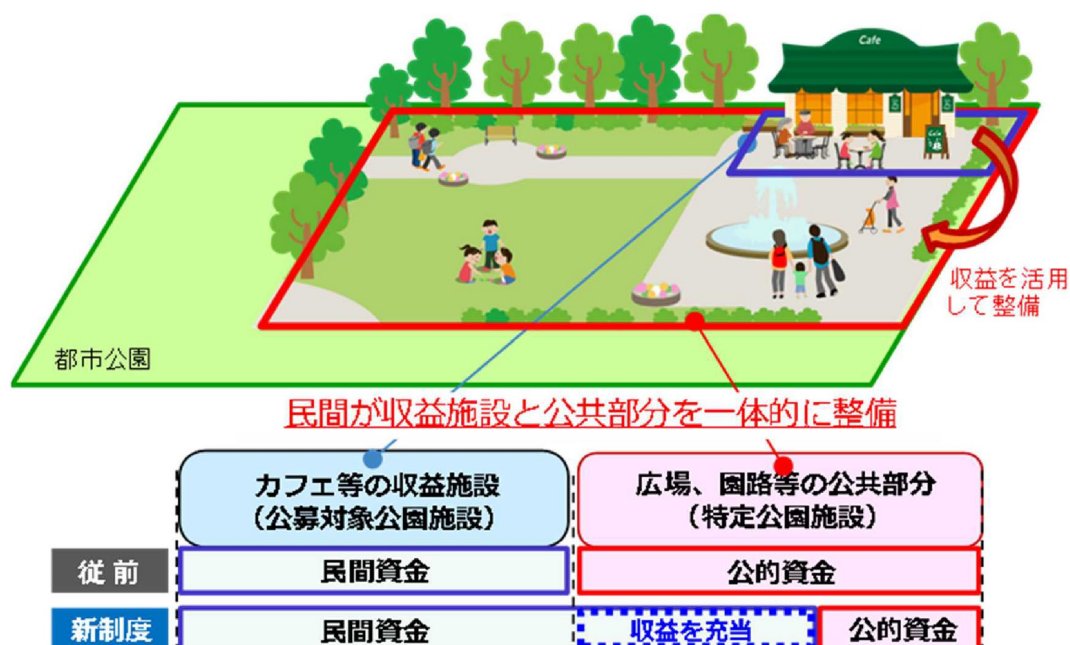 Cafe
Cafe
収益を活用
して整備
都市公園
民間が収益施設と公共部分を一体的に整備
カフェ等の収益施設
（公募対象公園施設）
広場、園路等の公共部分
（特定公園施設）
従前
民間資金
公的資金
新制度
民間資金
収益を充当
公的資金